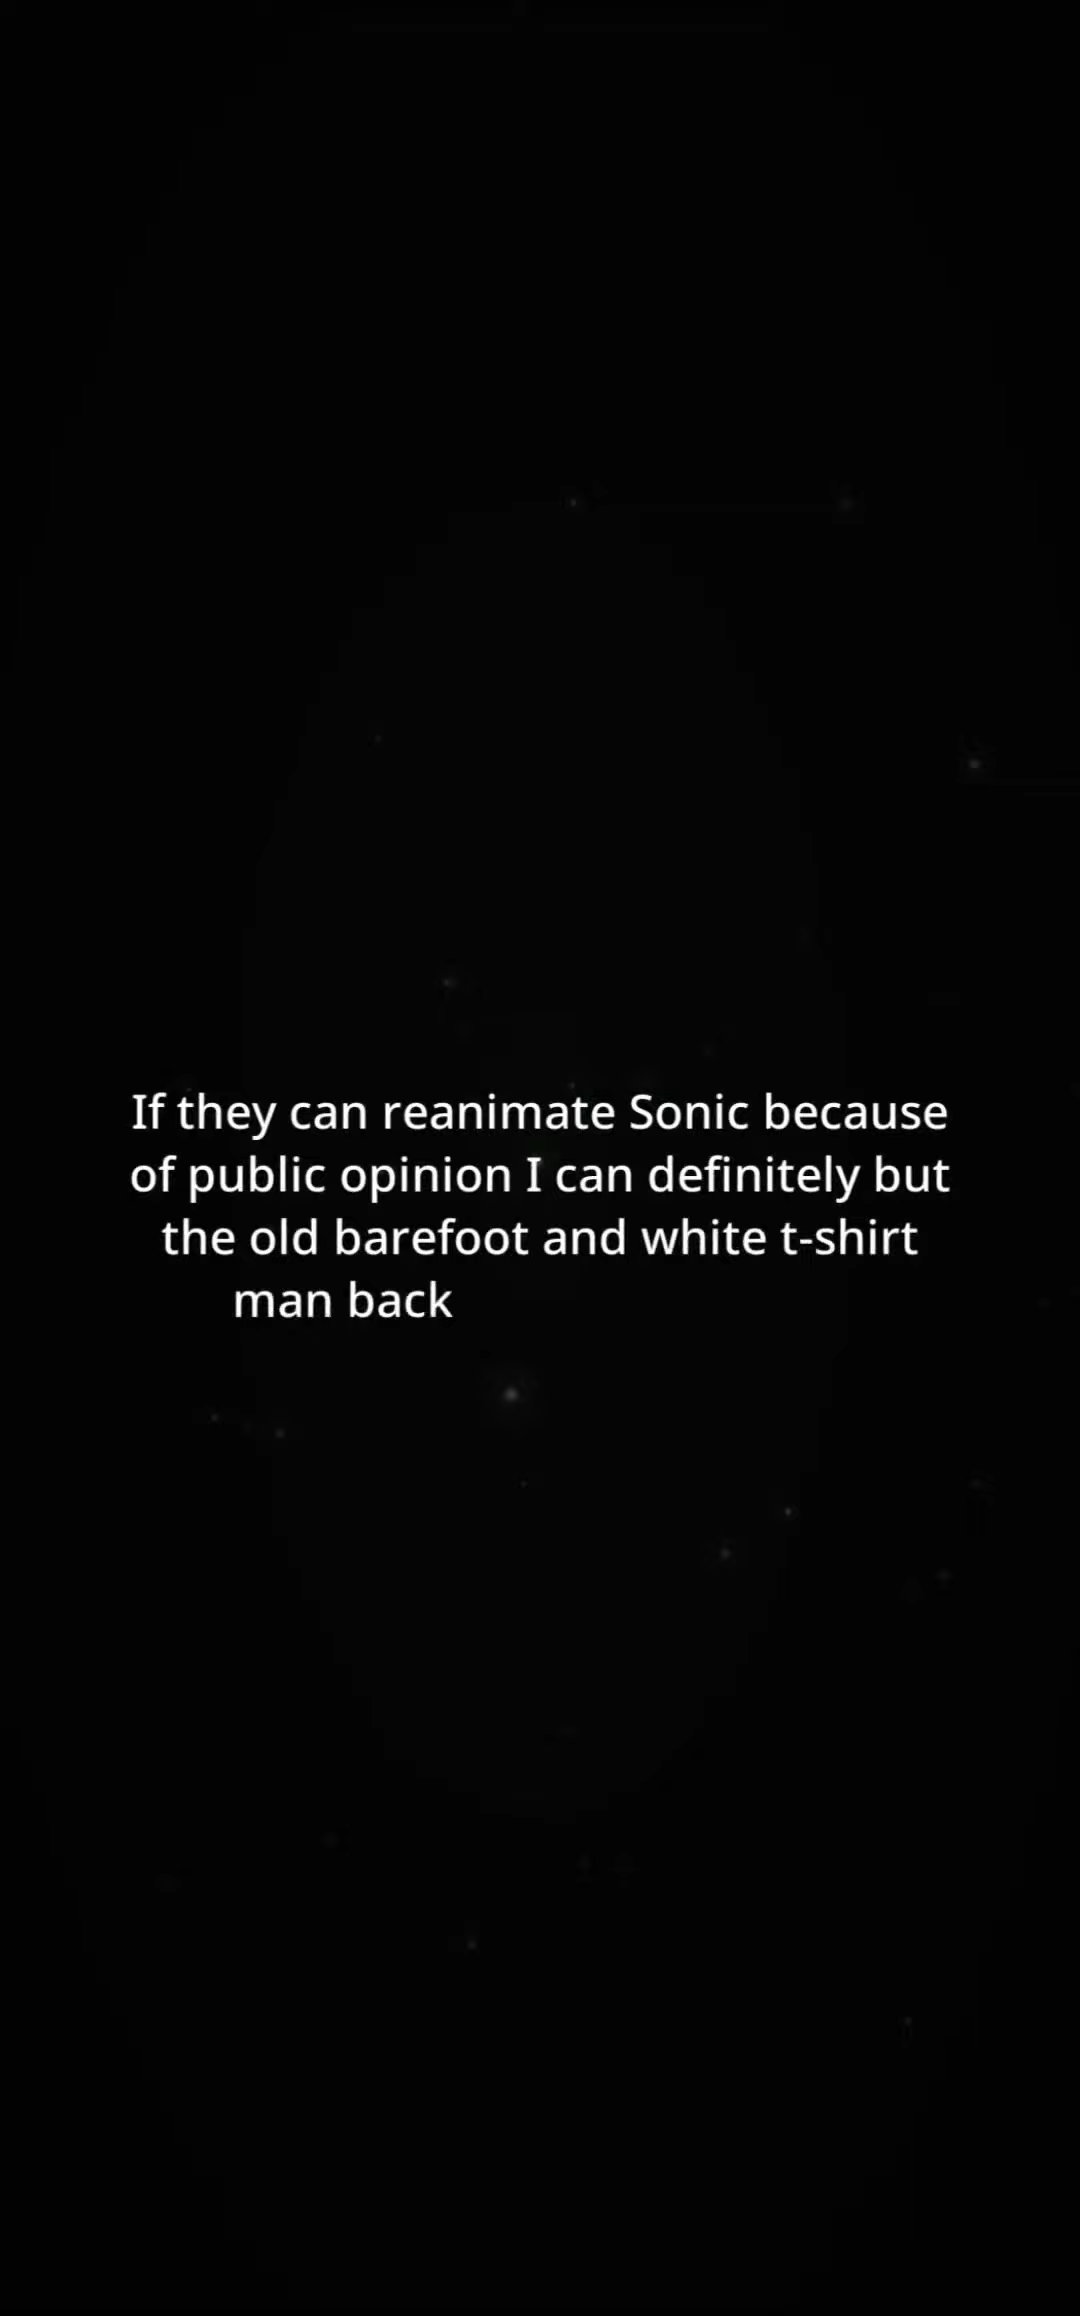 If they can reanimate Sonic because
of public opinion I can definitely but
the old barefoot and white t-shirt
man back